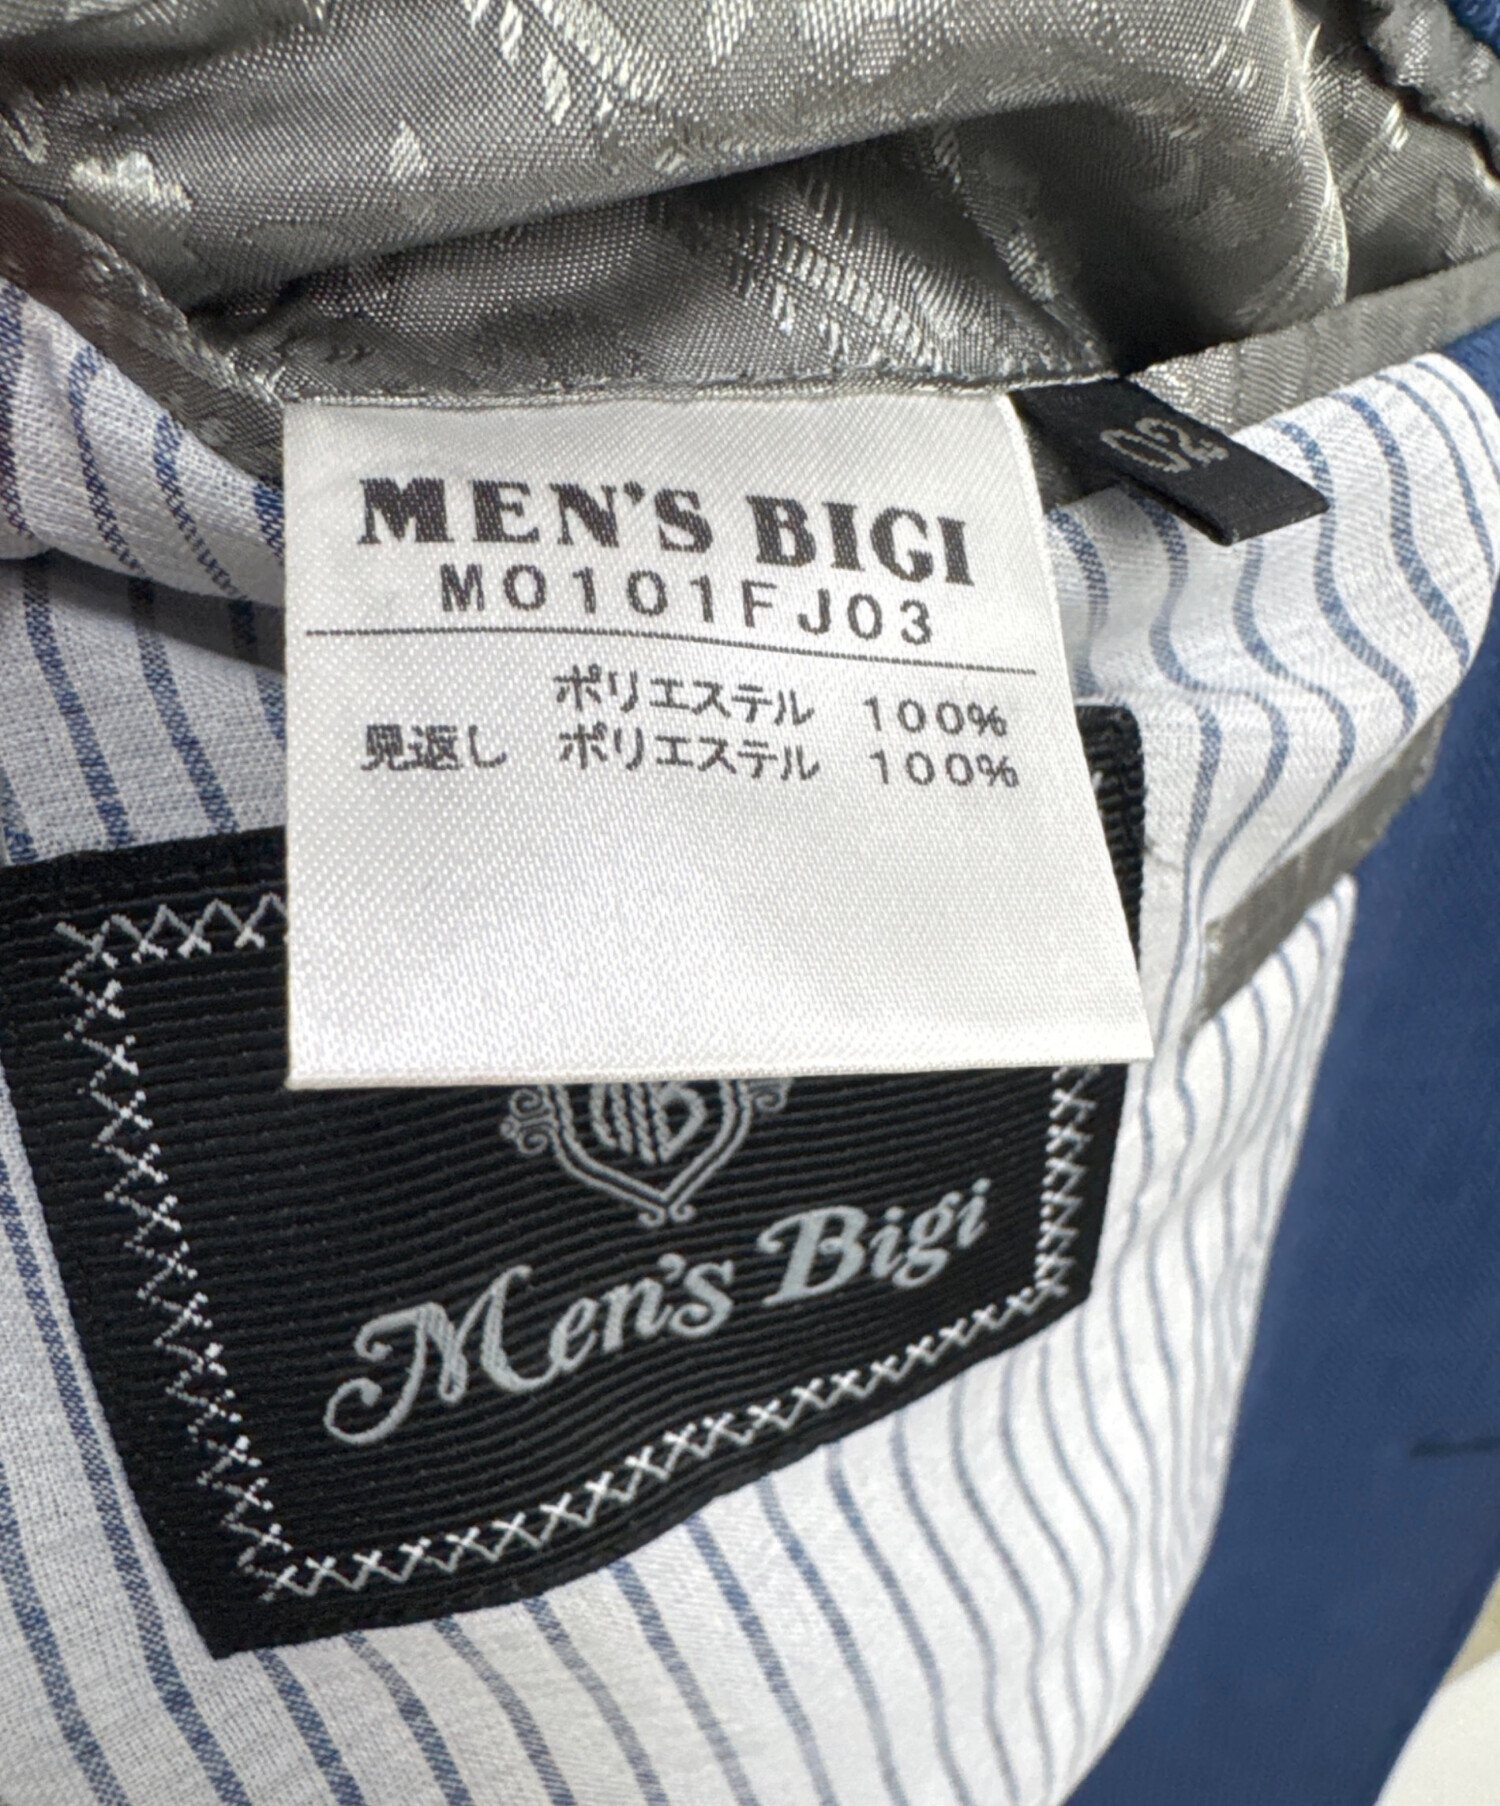 MEN'S BIGI
M0101FJ03
ポリエステル 100%
見返し ポリエステル 100%
02
Men's Bigi